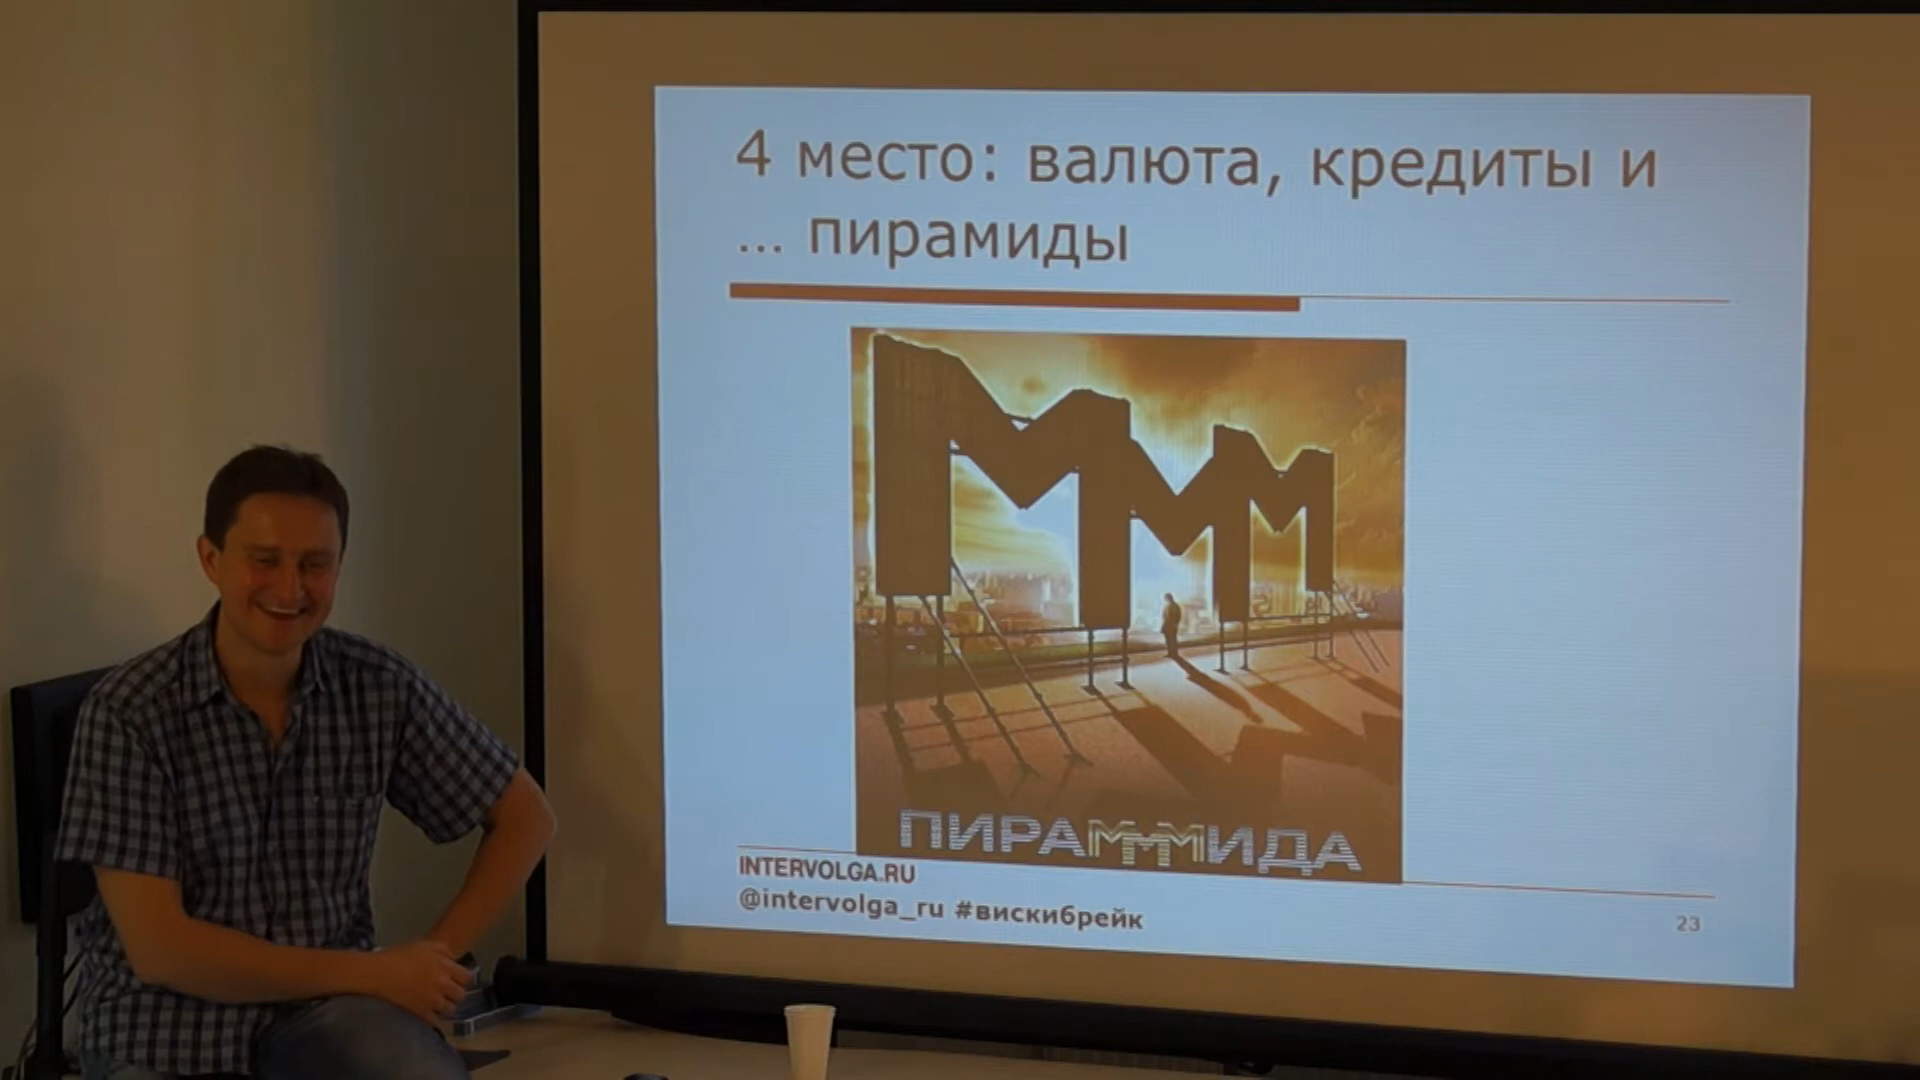 4 место: валюта, кредиты и
... пирамиды
МММ
ПИРАМММИДА
INTERVOLGA.RU
@intervolga_ru #вискибрейк
23